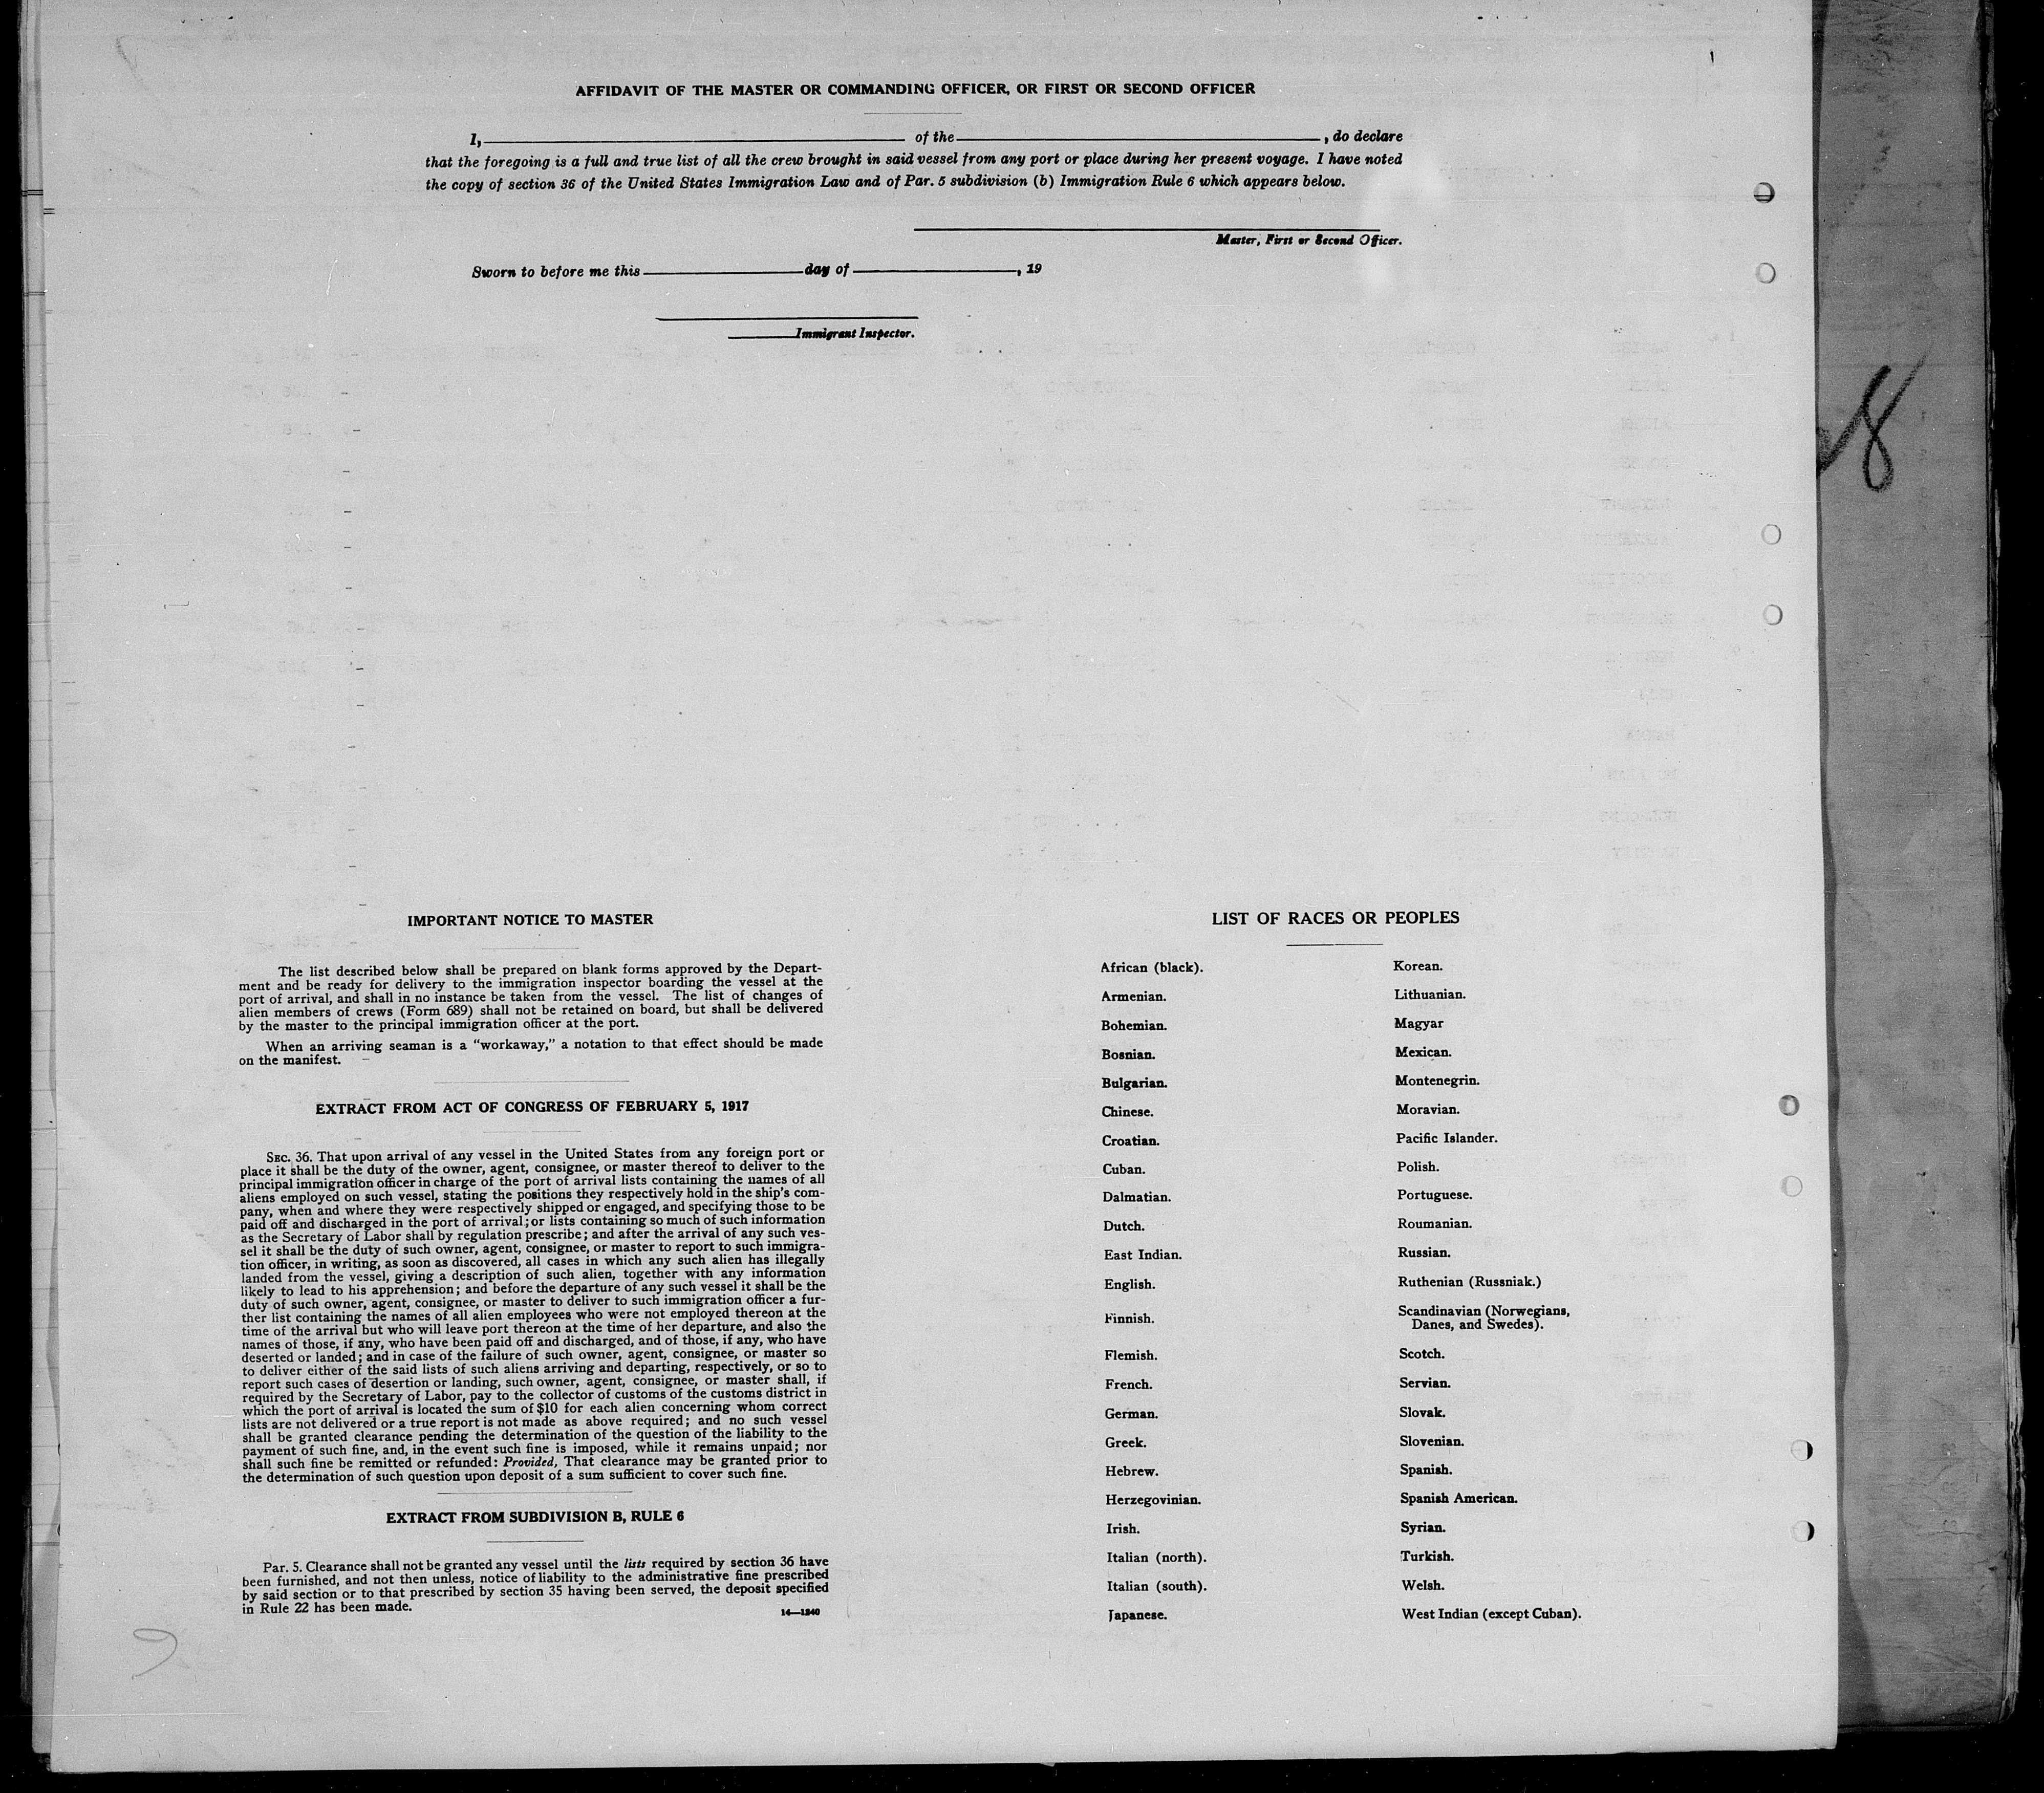 AFFIDAVIT OF THE MASTER OR COMMANDING OFFICER, OR FIRST OR SECOND OFFICER
I, of the , do declare
that the foregoing is a full and true list of all the crew brought in said vessel from any port or place during her present voyage. I have noted
the copy of section 36 of the United States Immigration Law and of Par. 5 subdivision (b) Immigration Rule 6 which appears below.
Master, First or Second Officer.
Sworn to before me this day of , 19
Immigrant Inspector.
8
IMPORTANT NOTICE TO MASTER
The list described below shall be prepared on blank forms approved by the Depart-
ment and be ready for delivery to the immigration inspector boarding the vessel at the
port of arrival, and shall in no instance be taken from the vessel. The list of changes of
alien members of crews (Form 689) shall not be retained on board, but shall be delivered
by the master to the principal immigration officer at the port.
When an arriving seaman is a "workaway," a notation to that effect should be made
on the manifest.
EXTRACT FROM ACT OF CONGRESS OF FEBRUARY 5, 1917
SEC. 36. That upon arrival of any vessel in the United States from any foreign port or
place it shall be the duty of the owner, agent, consignee, or master thereof to deliver to the
principal immigration officer in charge of the port of arrival lists containing the names of all
aliens employed on such vessel, stating the positions they respectively hold in the ship's com-
pany, when and where they were respectively shipped or engaged, and specifying those to be
paid off and discharged in the port of arrival; or lists containing so much of such information
as the Secretary of Labor shall by regulation prescribe; and after the arrival of any such ves-
sel it shall be the duty of such owner, agent, consignee, or master to report to such immigra-
tion officer, in writing, as soon as discovered, all cases in which any such alien has illegally
landed from the vessel, giving a description of such alien, together with any information
likely to lead to his apprehension; and before the departure of any such vessel it shall be the
duty of such owner, agent, consignee, or master to deliver to such immigration officer a fur-
ther list containing the names of all alien employees who were not employed thereon at the
time of the arrival but who will leave port thereon at the time of her departure, and also the
names of those, if any, who have been paid off and discharged, and of those, if any, who have
deserted or landed; and in case of the failure of such owner, agent, consignee, or master so
to deliver either of the said lists of such aliens arriving and departing, respectively, or so to
report such cases of desertion or landing, such owner, agent, consignee, or master shall, if
required by the Secretary of Labor, pay to the collector of customs of the customs district in
which the port of arrival is located the sum of $10 for each alien concerning whom correct
lists are not delivered or a true report is not made as above required; and no such vessel
shall be granted clearance pending the determination of the question of the liability to the
payment of such fine, and, in the event such fine is imposed, while it remains unpaid; nor
shall such fine be remitted or refunded: Provided, That clearance may be granted prior to
the determination of such question upon deposit of a sum sufficient to cover such fine.
EXTRACT FROM SUBDIVISION B, RULE 6
Par. 5. Clearance shall not be granted any vessel until the lists required by section 36 have
been furnished, and not then unless, notice of liability to the administrative fine prescribed
by said section or to that prescribed by section 35 having been served, the deposit specified
in Rule 22 has been made.
14—1240
LIST OF RACES OR PEOPLES
African (black).
Armenian.
Bohemian.
Bosnian.
Bulgarian.
Chinese.
Croatian.
Cuban.
Dalmatian.
Dutch.
East Indian.
English.
Finnish.
Flemish.
French.
German.
Greek.
Hebrew.
Herzegovinian.
Irish.
Italian (north).
Italian (south).
Japanese.
Korean.
Lithuanian.
Magyar
Mexican.
Montenegrin.
Moravian.
Pacific Islander.
Polish.
Portuguese.
Roumanian.
Russian.
Ruthenian (Russniak.)
Scandinavian (Norwegians,
Danes, and Swedes).
Scotch.
Servian.
Slovak.
Slovenian.
Spanish.
Spanish American.
Syrian.
Turkish.
Welsh.
West Indian (except Cuban).